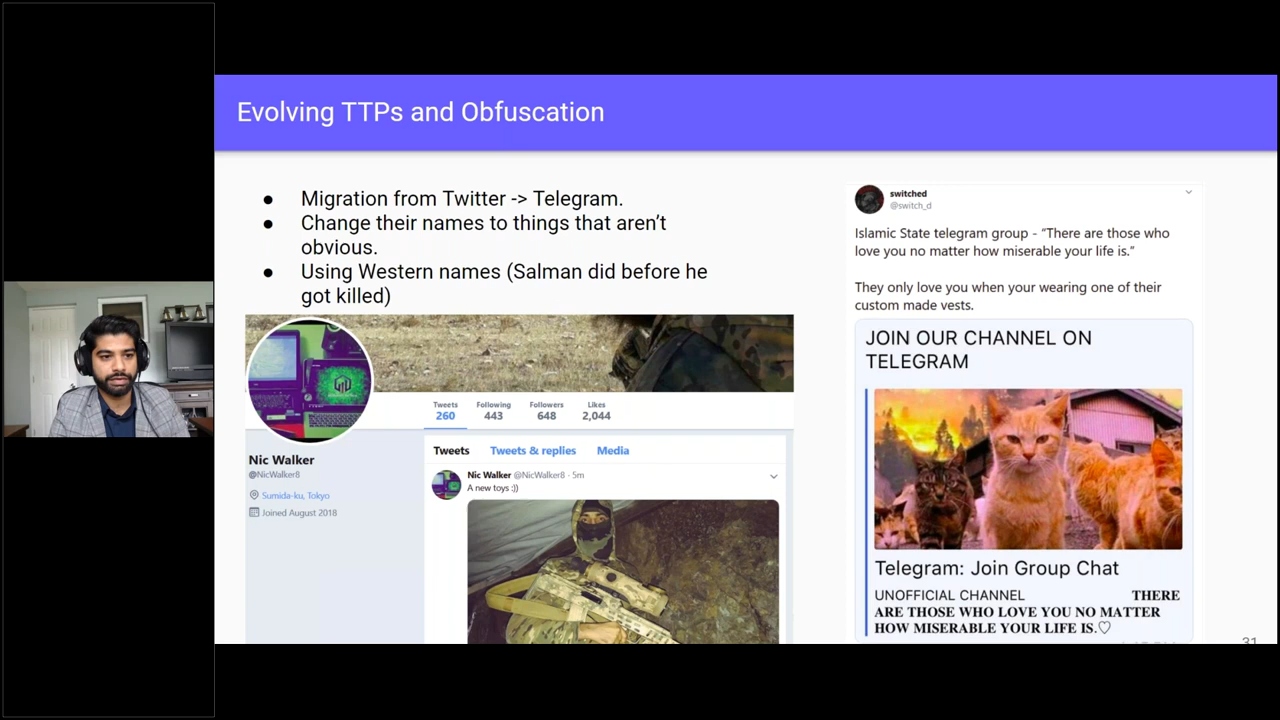 Evolving TTPs and Obfuscation
● Migration from Twitter -> Telegram.
● Change their names to things that aren't
obvious.
● Using Western names (Salman did before he
got killed)
Tweets Following Followers Likes
260 443 648 2,044
Nic Walker
@NicWalker8
Sumida-ku, Tokyo
Joined August 2018
Tweets Tweets & replies Media
Nic Walker @NicWalker8 · 5m
A new toys :))
switched
@switch_d
Islamic State telegram group - “There are those who
love you no matter how miserable your life is.”
They only love you when your wearing one of their
custom made vests.
JOIN OUR CHANNEL ON
TELEGRAM
Telegram: Join Group Chat
UNOFFICIAL CHANNEL THERE
ARE THOSE WHO LOVE YOU NO MATTER
HOW MISERABLE YOUR LIFE IS.♡
31